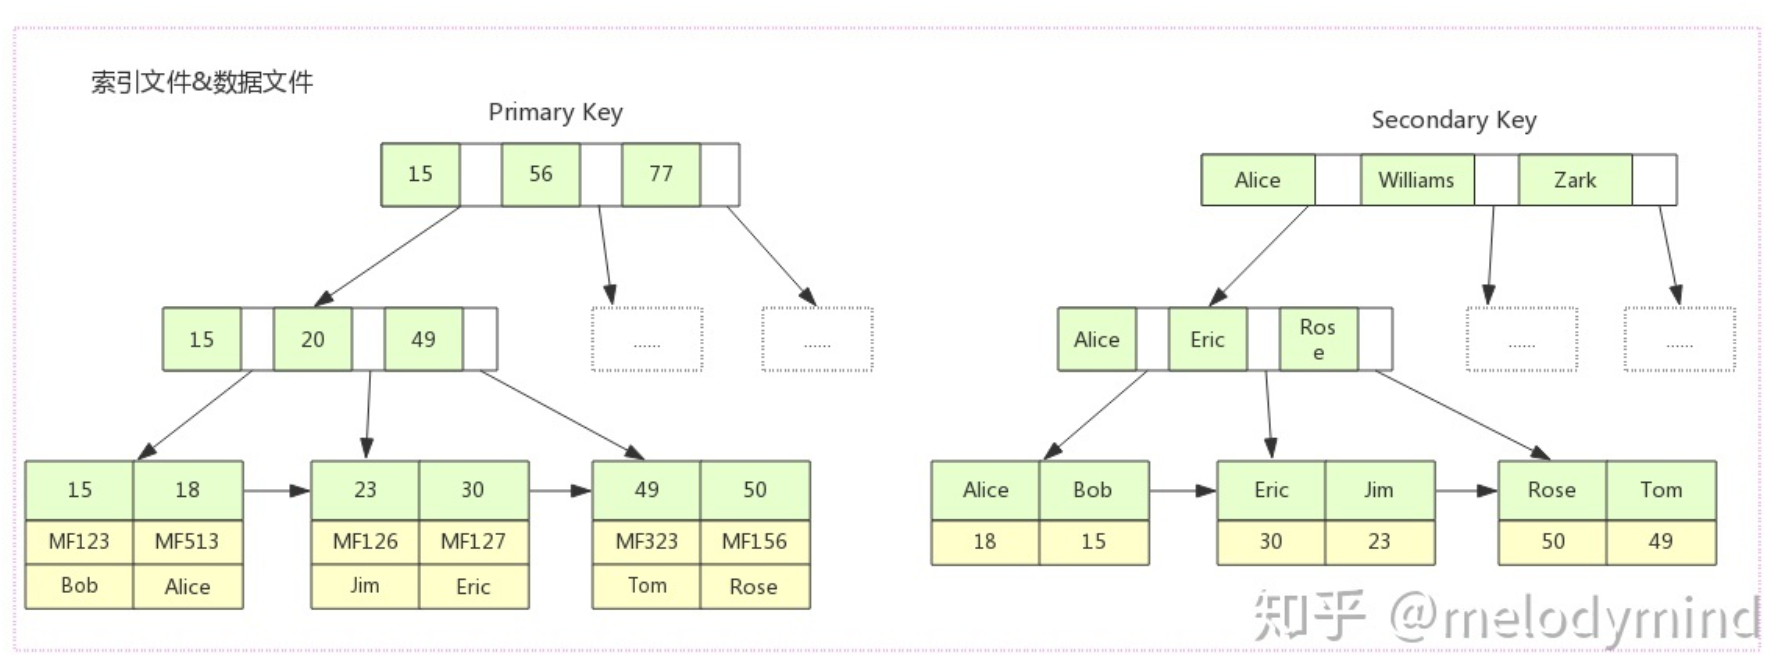 索引文件&数据文件
Primary Key
Secondary Key
15 56 77
Alice Williams Zark
15 20 49
...... ......
Alice Eric Ros
e
...... ......
15 18 23 30 49 50
MF123 MF513 MF126 MF127 MF323 MF156
Bob Alice Jim Eric Tom Rose
Alice Bob Eric Jim Rose Tom
18 15 30 23 50 49
知乎 @melodymind